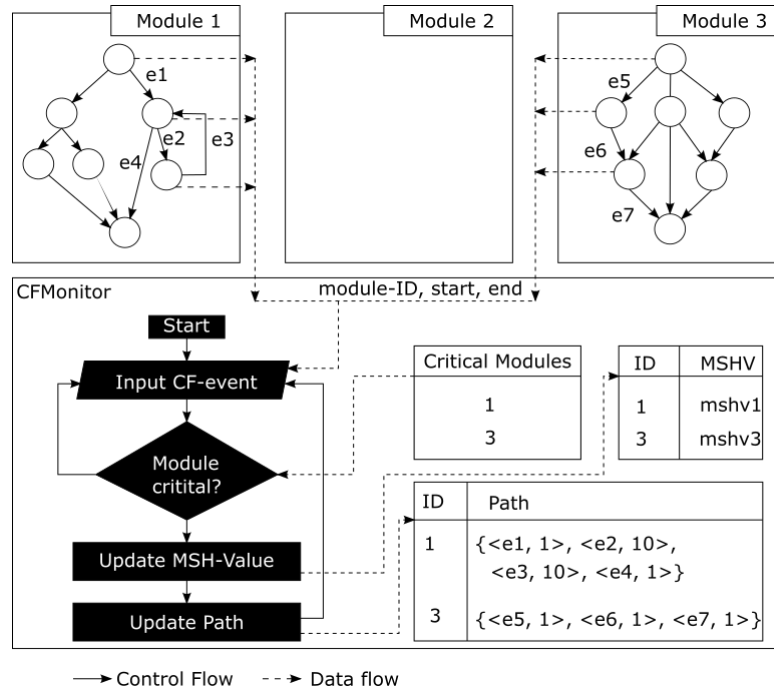 Module 1
Module 2
Module 3
e1
e2
e3
e4
e5
e6
e7
CFMonitor
module-ID, start, end
Start
Input CF-event
Module
critital?
Update MSH-Value
Update Path
Critical Modules
1
3
ID MSHV
1 mshv1
3 mshv3
ID Path
1 {<e1, 1>, <e2, 10>,
<e3, 10>, <e4, 1>}
3 {<e5, 1>, <e6, 1>, <e7, 1>}
Control Flow
Data flow